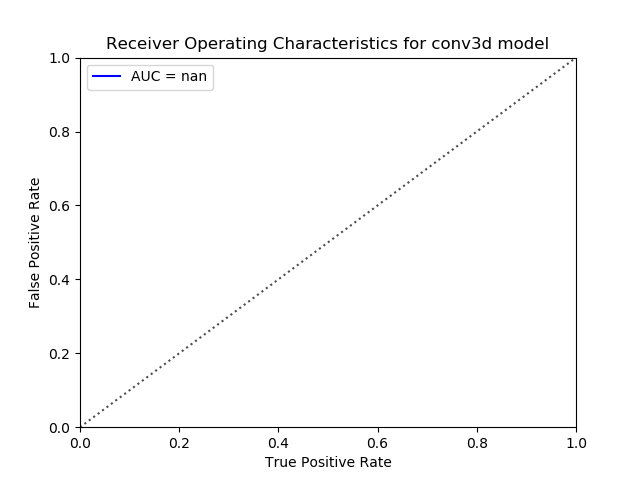 Receiver Operating Characteristics for conv3d model
AUC = nan
1.0
0.8
0.6
0.4
0.2
0.0
False Positive Rate
0.0 0.2 0.4 0.6 0.8 1.0
True Positive Rate